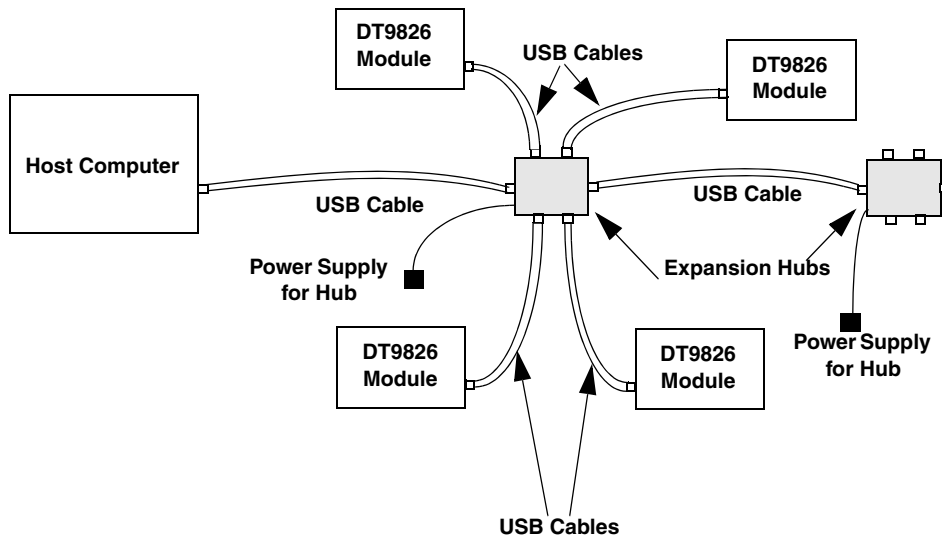 DT9826
Module
USB Cables
DT9826
Module
Host Computer
USB Cable
USB Cable
Power Supply
for Hub
Expansion Hubs
DT9826
Module
DT9826
Module
Power Supply
for Hub
USB Cables